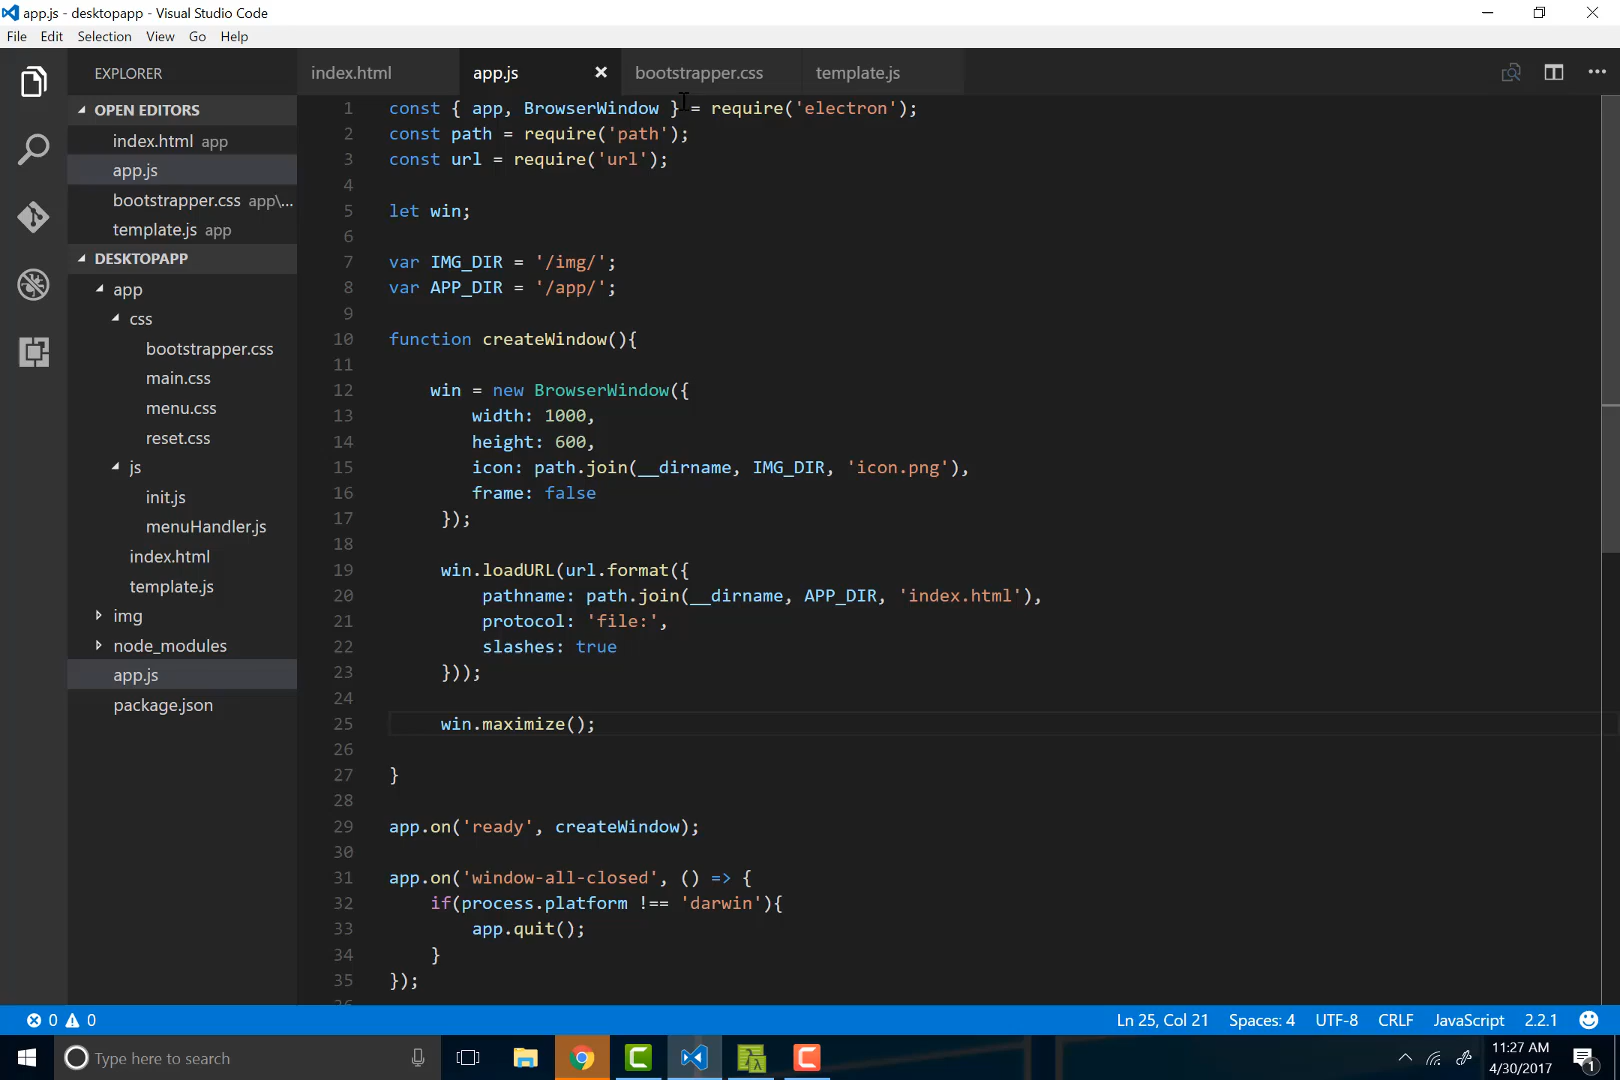 app.js - desktopapp - Visual Studio Code
File Edit Selection View Go Help
EXPLORER
OPEN EDITORS
index.html app
app.js
bootstrapper.css app\...
template.js app
DESKTOPAPP
app
css
bootstrapper.css
main.css
menu.css
reset.css
js
init.js
menuHandler.js
index.html
template.js
img
node_modules
app.js
package.json
index.html app.js bootstrapper.css template.js
1 const { app, BrowserWindow } = require('electron');
2 const path = require('path');
3 const url = require('url');
4
5 let win;
6
7 var IMG_DIR = '/img/';
8 var APP_DIR = '/app/';
9
10 function createWindow(){
11
12 win = new BrowserWindow({
13 width: 1000,
14 height: 600,
15 icon: path.join(__dirname, IMG_DIR, 'icon.png'),
16 frame: false
17 });
18
19 win.loadURL(url.format({
20 pathname: path.join(__dirname, APP_DIR, 'index.html'),
21 protocol: 'file:',
22 slashes: true
23 }));
24
25 win.maximize();
26
27 }
28
29 app.on('ready', createWindow);
30
31 app.on('window-all-closed', () => {
32 if(process.platform !== 'darwin'){
33 app.quit();
34 }
35 });
0 0
Ln 25, Col 21 Spaces: 4 UTF-8 CRLF JavaScript 2.2.1
Type here to search
11:27 AM
4/30/2017
1